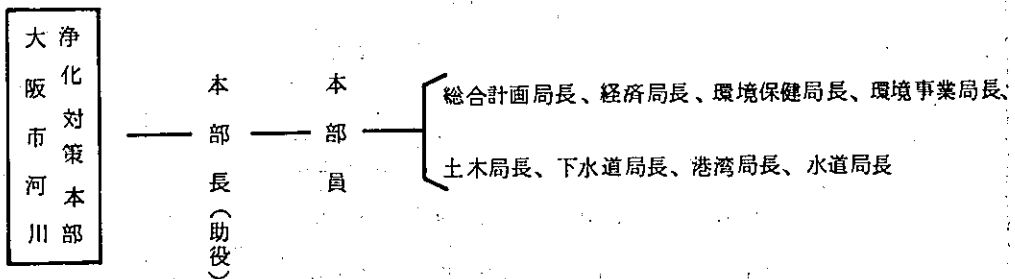 大阪市河川
浄化対策本部
本部長(助役)
本部員
総合計画局長、経済局長、環境保健局長、環境事業局長、
土木局長、下水道局長、港湾局長、水道局長